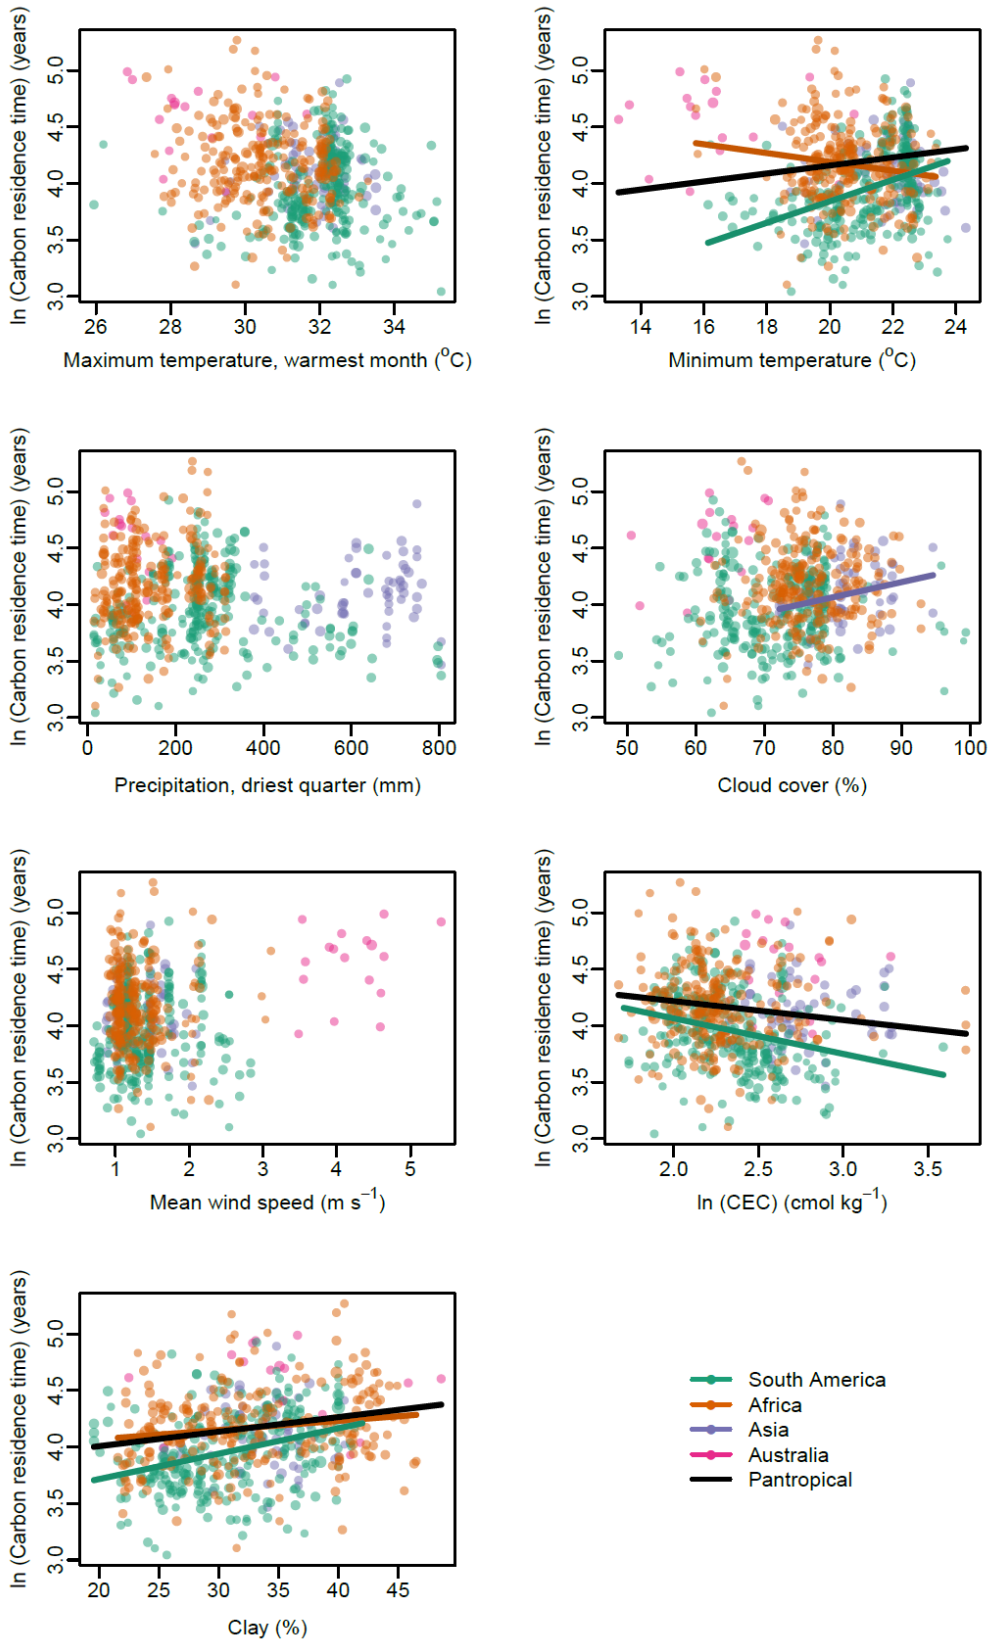 ln (Carbon residence time) (years)
5.0
4.5
4.0
3.5
3.0
26 28 30 32 34
Maximum temperature, warmest month (°C)
ln (Carbon residence time) (years)
5.0
4.5
4.0
3.5
3.0
14 16 18 20 22 24
Minimum temperature (°C)
ln (Carbon residence time) (years)
5.0
4.5
4.0
3.5
3.0
0 200 400 600 800
Precipitation, driest quarter (mm)
ln (Carbon residence time) (years)
5.0
4.5
4.0
3.5
3.0
50 60 70 80 90 100
Cloud cover (%)
ln (Carbon residence time) (years)
5.0
4.5
4.0
3.5
3.0
1 2 3 4 5
Mean wind speed (m s⁻¹)
ln (Carbon residence time) (years)
5.0
4.5
4.0
3.5
3.0
2.0 2.5 3.0 3.5
ln (CEC) (cmol kg⁻¹)
ln (Carbon residence time) (years)
5.0
4.5
4.0
3.5
3.0
20 25 30 35 40 45
Clay (%)
South America
Africa
Asia
Australia
Pantropical